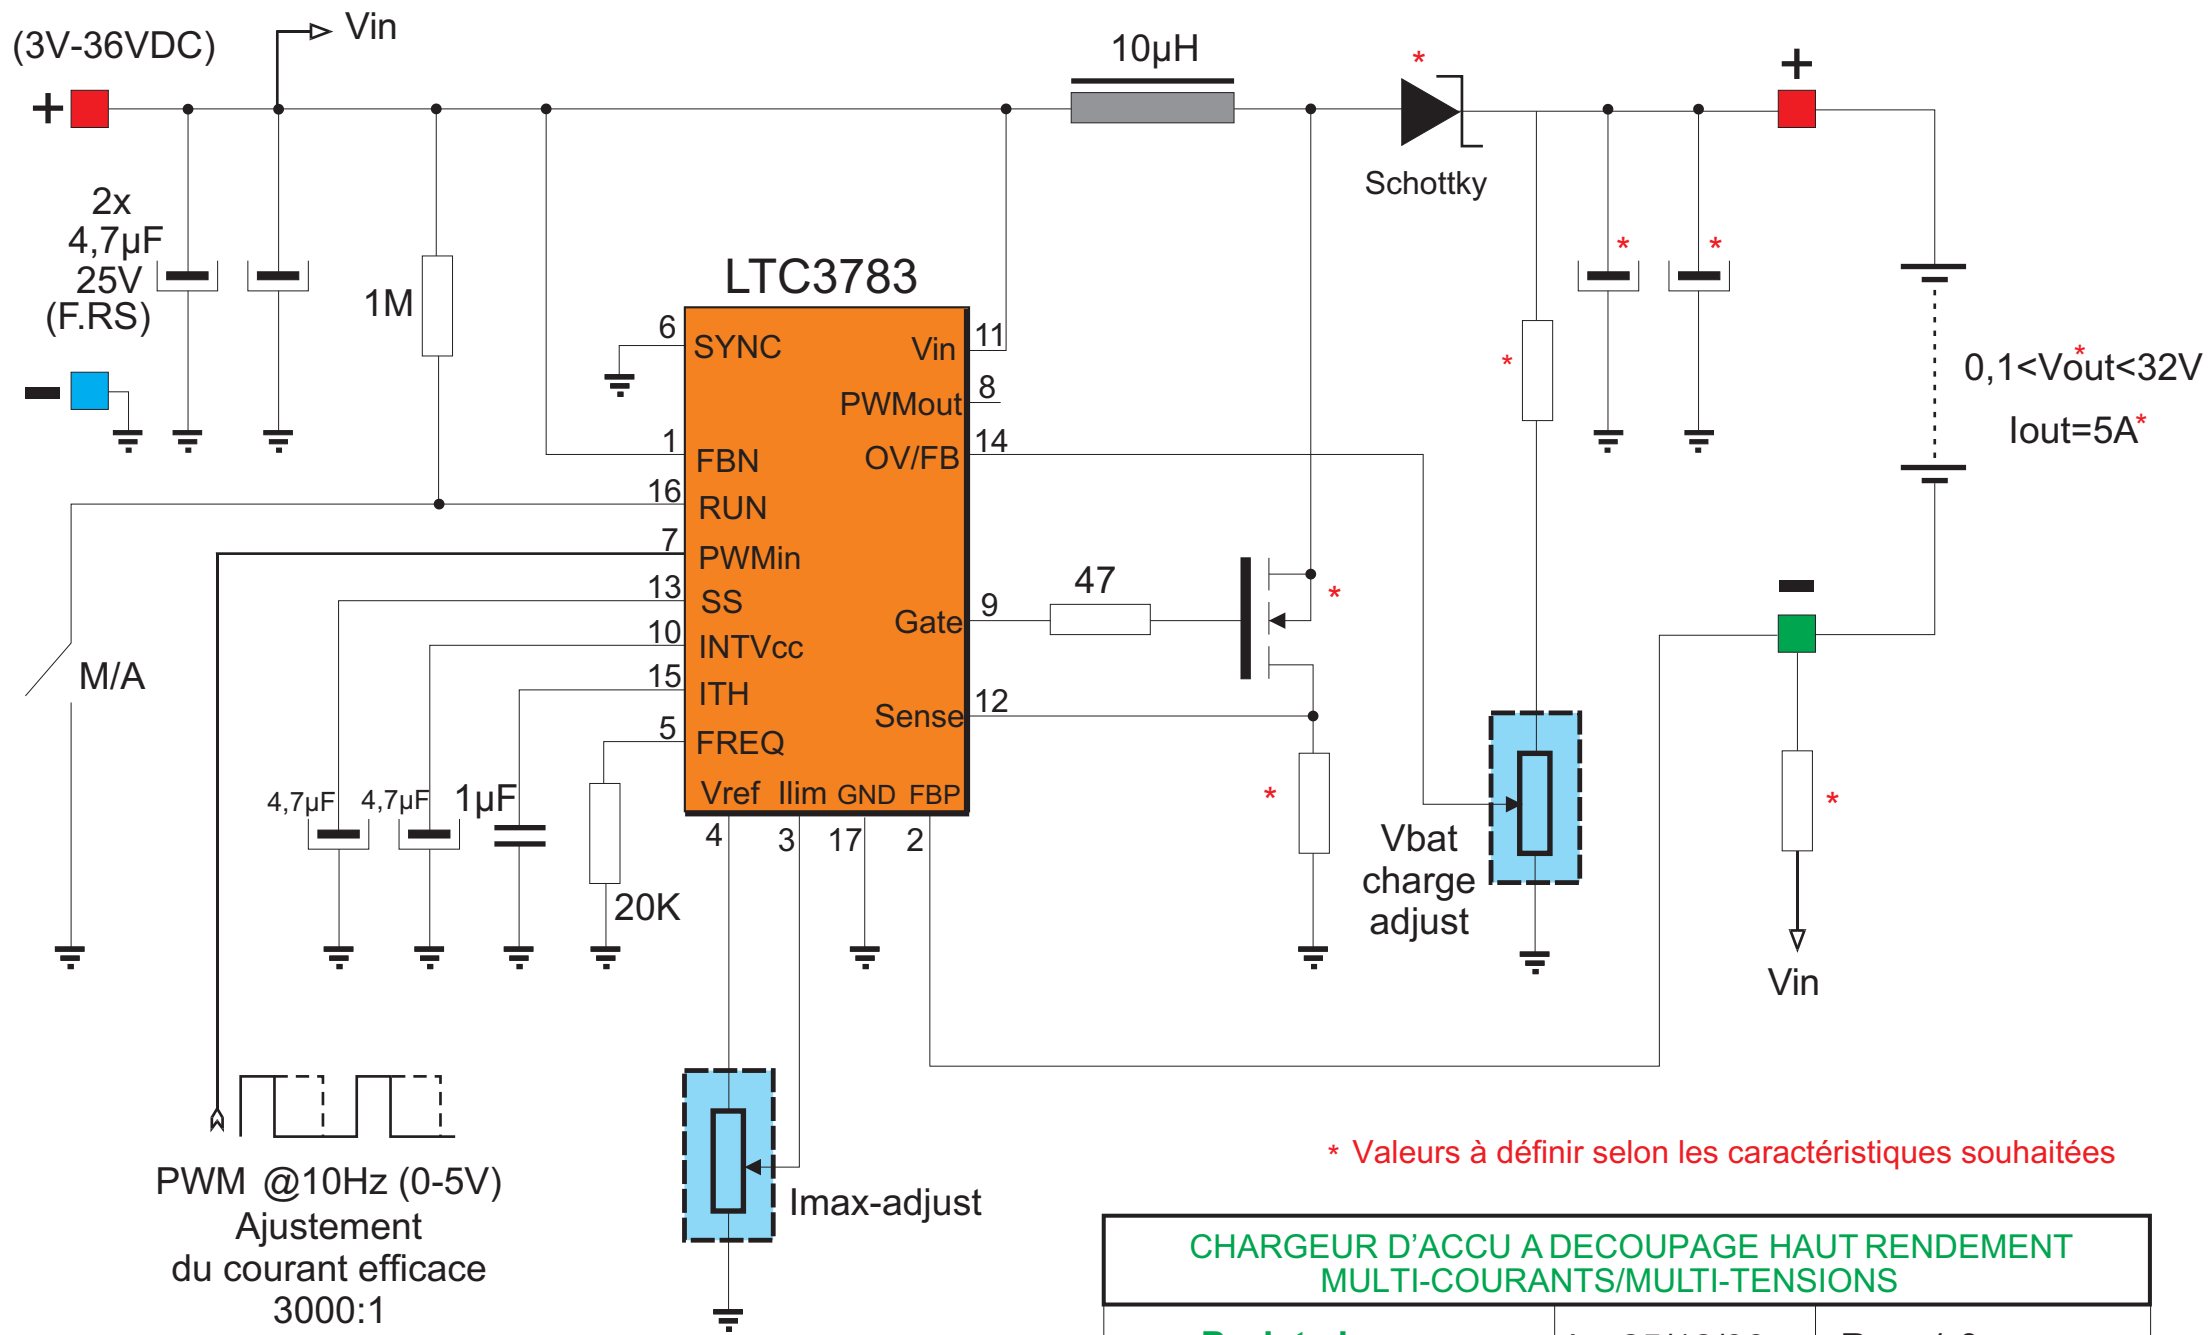 (3V-36VDC)
Vin
10µH
*
+
+
Schottky
2x
4,7µF
25V
(F.RS)
1M
LTC3783
*
*
*
6
SYNC
Vin
11
PWMout
8
1
FBN
OV/FB
14
16
RUN
7
PWMin
13
SS
10
INTVcc
15
ITH
5
FREQ
Gate
9
47
*
Sense
12
Vref
Ilim
GND
FBP
4
3
17
2
0,1<Vout<32V
*
Iout=5A*
M/A
4,7µF
4,7µF
1µF
20K
*
Vbat
charge
adjust
*
Vin
PWM @10Hz (0-5V)
Ajustement
du courant efficace
3000:1
Imax-adjust
* Valeurs à définir selon les caractéristiques souhaitées
CHARGEUR D'ACCU A DECOUPAGE HAUT RENDEMENT
MULTI-COURANTS/MULTI-TENSIONS